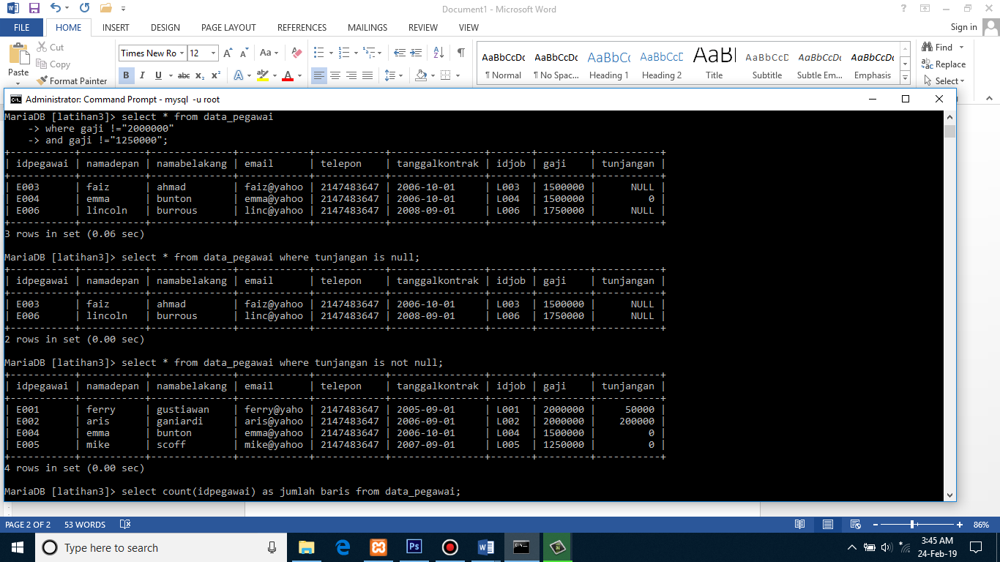 Document1 - Microsoft Word
FILE HOME INSERT DESIGN PAGE LAYOUT REFERENCES MAILINGS REVIEW VIEW Sign in
Paste
Cut
Copy
Format Painter
Times New Ro 12
AaBbCcDc AaBbCcDc AaBbCc AaBbCcD AaBl AaBbCcD AaBbCcDc AaBbCcDc
¶ Normal ¶ No Spac... Heading 1 Heading 2 Title Subtitle Subtle Em... Emphasis
Find
Replace
Select
Administrator: Command Prompt - mysql -u root
MariaDB [latihan3]> select * from data_pegawai
-> where gaji !="2000000"
-> and gaji !="1250000";
+-----------+-----------+--------------+------------+------------+----------------+-------+---------+-----------+
| idpegawai | namadepan | namabelakang | email | telepon | tanggalkontrak | idjob | gaji | tunjangan |
+-----------+-----------+--------------+------------+------------+----------------+-------+---------+-----------+
| E003 | faiz | ahmad | faiz@yahoo | 2147483647 | 2006-10-01 | L003 | 1500000 | NULL |
| E004 | emma | bunton | emma@yahoo | 2147483647 | 2006-10-01 | L004 | 1500000 | 0 |
| E006 | lincoln | burrous | linc@yahoo | 2147483647 | 2008-09-01 | L006 | 1750000 | NULL |
+-----------+-----------+--------------+------------+------------+----------------+-------+---------+-----------+
3 rows in set (0.06 sec)
MariaDB [latihan3]> select * from data_pegawai where tunjangan is null;
+-----------+-----------+--------------+------------+------------+----------------+-------+---------+-----------+
| idpegawai | namadepan | namabelakang | email | telepon | tanggalkontrak | idjob | gaji | tunjangan |
+-----------+-----------+--------------+------------+------------+----------------+-------+---------+-----------+
| E003 | faiz | ahmad | faiz@yahoo | 2147483647 | 2006-10-01 | L003 | 1500000 | NULL |
| E006 | lincoln | burrous | linc@yahoo | 2147483647 | 2008-09-01 | L006 | 1750000 | NULL |
+-----------+-----------+--------------+------------+------------+----------------+-------+---------+-----------+
2 rows in set (0.00 sec)
MariaDB [latihan3]> select * from data_pegawai where tunjangan is not null;
+-----------+-----------+--------------+------------+------------+----------------+-------+---------+-----------+
| idpegawai | namadepan | namabelakang | email | telepon | tanggalkontrak | idjob | gaji | tunjangan |
+-----------+-----------+--------------+------------+------------+----------------+-------+---------+-----------+
| E001 | ferry | gustiawan | ferry@yaho | 2147483647 | 2005-09-01 | L001 | 2000000 | 50000 |
| E002 | aris | ganiardi | aris@yahoo | 2147483647 | 2006-09-01 | L002 | 2000000 | 200000 |
| E004 | emma | bunton | emma@yahoo | 2147483647 | 2006-10-01 | L004 | 1500000 | 0 |
| E005 | mike | scoff | mike@yahoo | 2147483647 | 2007-09-01 | L005 | 1250000 | 0 |
+-----------+-----------+--------------+------------+------------+----------------+-------+---------+-----------+
4 rows in set (0.00 sec)
MariaDB [latihan3]> select count(idpegawai) as jumlah baris from data_pegawai;
PAGE 2 OF 2 53 WORDS 86%
Type here to search
3:45 AM
24-Feb-19